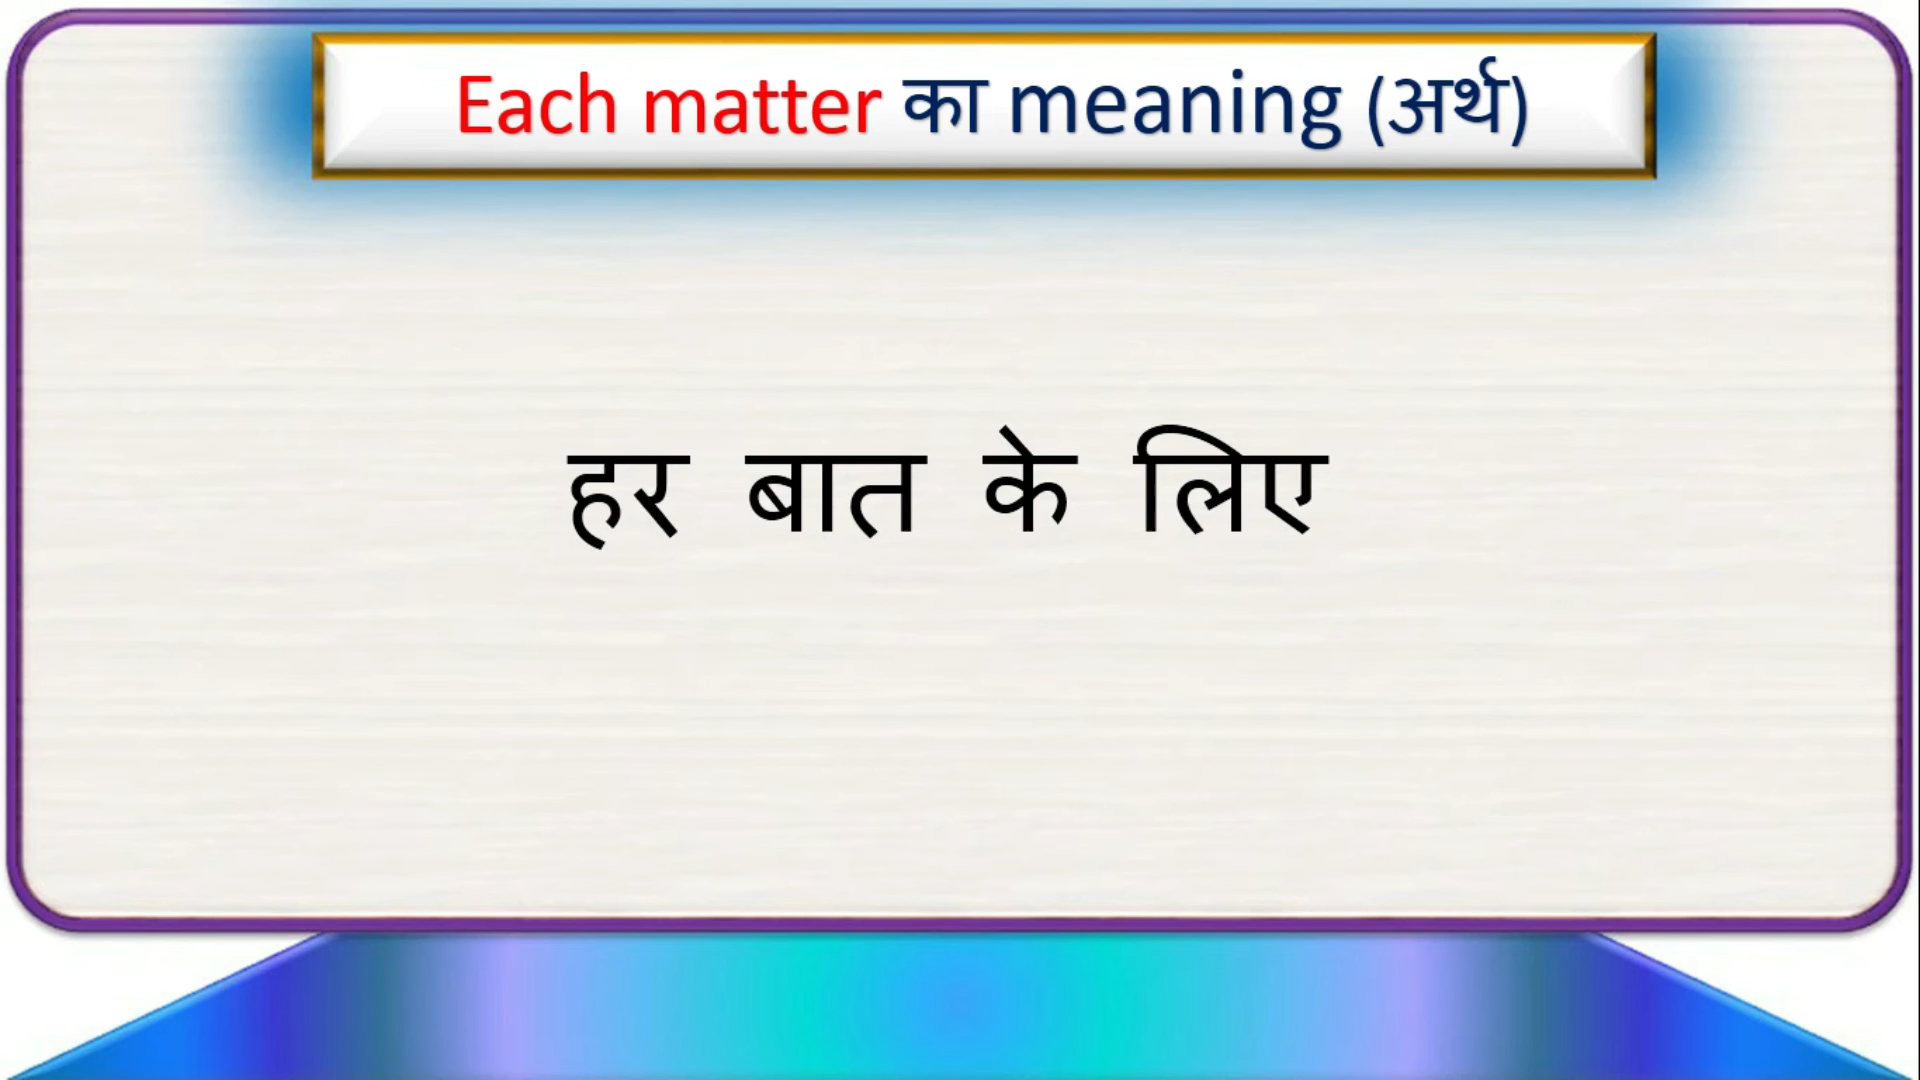 Each matter का meaning (अर्थ)
हर बात के लिए